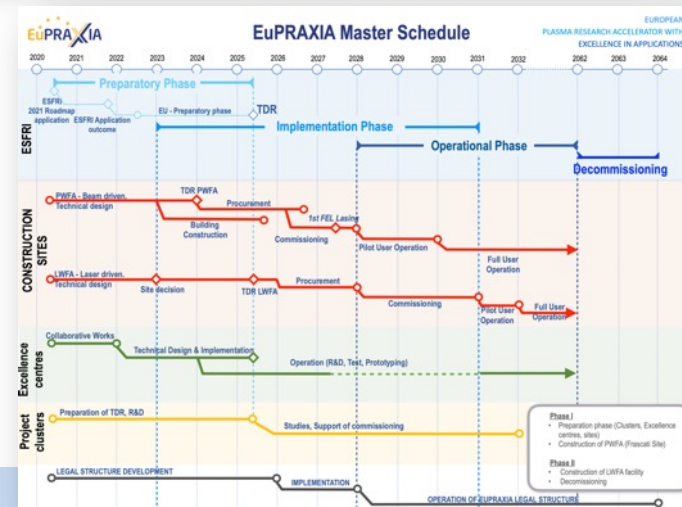 EuPRAXIA
EuPRAXIA Master Schedule
EUROPEAN
PLASMA RESEARCH ACCELERATOR WITH
EXCELLENCE IN APPLICATIONS
2020 2021 2022 2023 2024 2025 2026 2027 2028 2029 2030 2031 2032 2062 2063 2064
ESFRI
Preparatory Phase
ESFRI
2021 Roadmap
application
ESFRI Application
outcome
EU - Preparatory phase
TDR
Implementation Phase
Operational Phase
Decommissioning
CONSTRUCTION
SITES
PWFA - Beam driven.
Technical design
TDR PWFA
Procurement
Building
Construction
1st FEL Lasing
Commissioning
Pilot User Operation
Full User
Operation
LWFA - Laser driven.
Technical design
Site decision
TDR LWFA
Procurement
Commissioning
Pilot User
Operation
Full User
Operation
Excellence
centres
Collaborative Works
Technical Design & Implementation
Operation (R&D, Test, Prototyping)
Project
clusters
Preparation of TDR, R&D
Studies, Support of commissioning
Phase I
• Preparation phase (Clusters, Excellence
centres, sites)
• Construction of PWFA (Frascati Site)
Phase II
• Construction of LWFA facility
• Decomissioning
LEGAL STRUCTURE DEVELOPMENT
IMPLEMENTATION
OPERATION OF EUPRAXIA LEGAL STRUCTURE